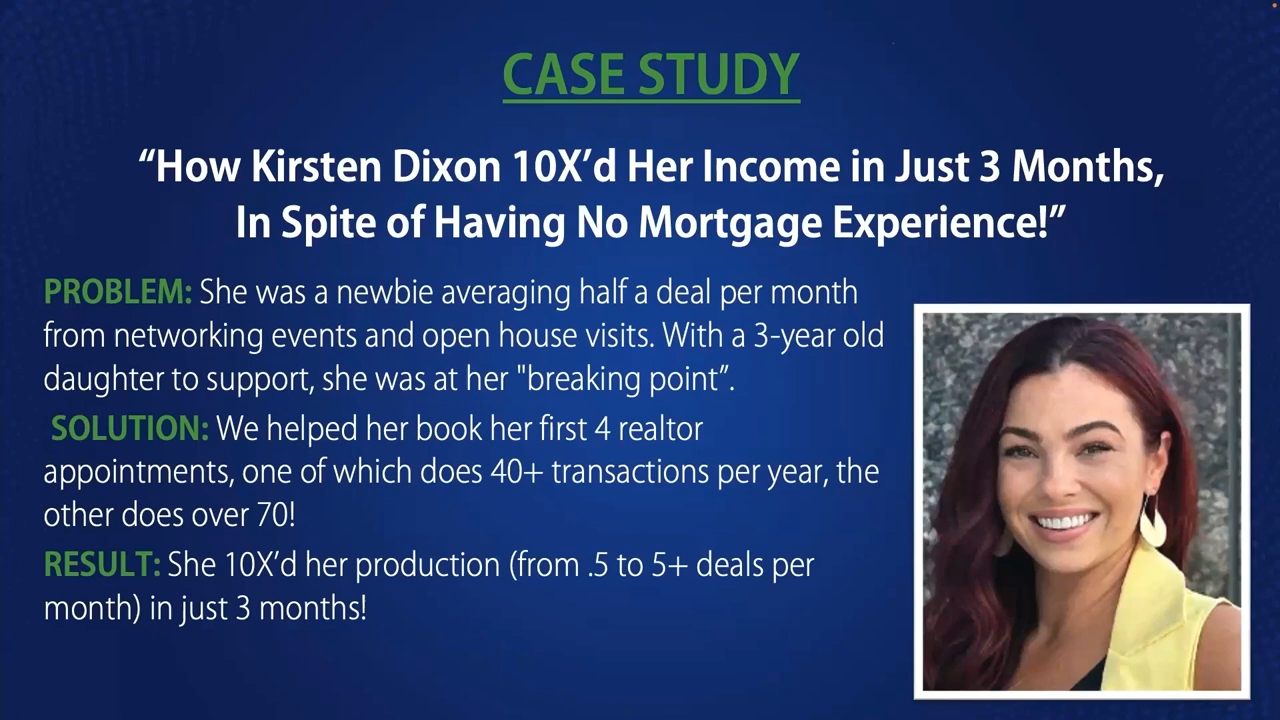 CASE STUDY
“How Kirsten Dixon 10X’d Her Income in Just 3 Months,
In Spite of Having No Mortgage Experience!”
PROBLEM: She was a newbie averaging half a deal per month
from networking events and open house visits. With a 3-year old
daughter to support, she was at her "breaking point”.
SOLUTION: We helped her book her first 4 realtor
appointments, one of which does 40+ transactions per year, the
other does over 70!
RESULT: She 10X’d her production (from .5 to 5+ deals per
month) in just 3 months!